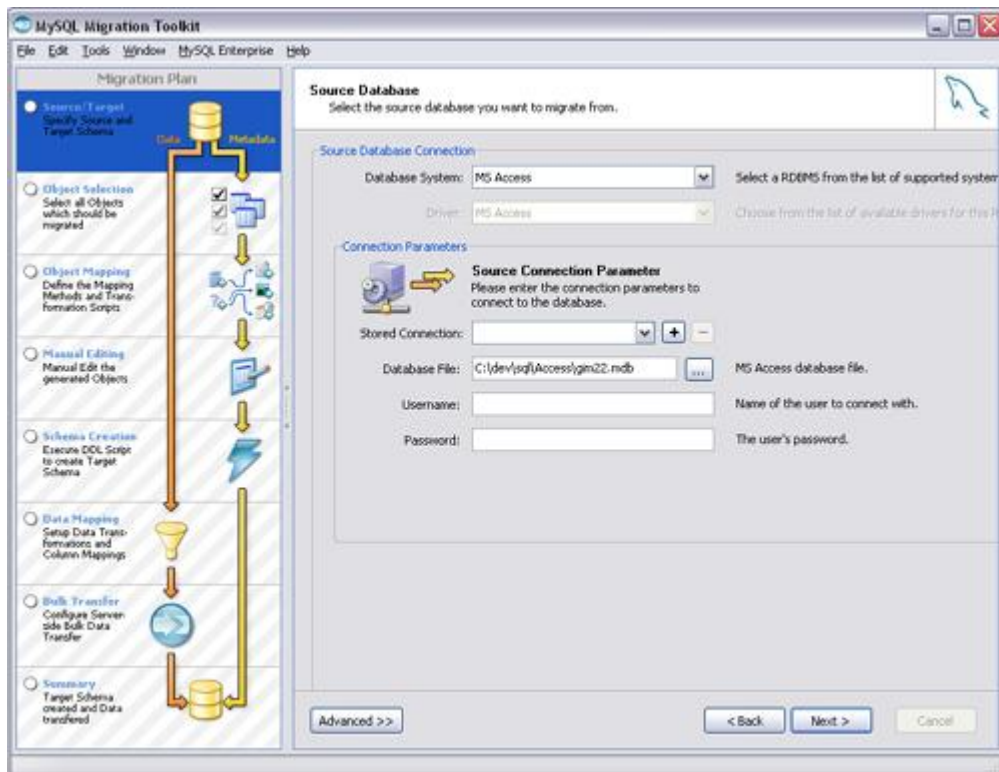 MySQL Migration Toolkit
File Edit Tools Window MySQL Enterprise Help
Migration Plan
Source/Target
Specify Source and
Target Schema
Data
Metadata
Object Selection
Select all Objects
which should be
migrated
Object Mapping
Define the Mapping
Methods and Trans-
formation Scripts
Manual Editing
Manual Edit the
generated Objects
Schema Creation
Execute DDL Script
to create Target
Schema
Data Mapping
Setup Data Trans-
formations and
Column Mappings
Bulk Transfer
Configure Server-
side Bulk Data
Transfer
Summary
Target Schema
created and Data
transfered
Source Database
Select the source database you want to migrate from.
Source Database Connection
Database System: MS Access Select a RDBMS from the list of supported system
Driver: MS Access Choose from the list of available drivers for this
Connection Parameters
Source Connection Parameter
Please enter the connection parameters to
connect to the database.
Stored Connection: + −
Database File: C:\dev\sql\Access\gim22.mdb ... MS Access database file.
Username: Name of the user to connect with.
Password: The user's password.
Advanced >> < Back Next > Cancel